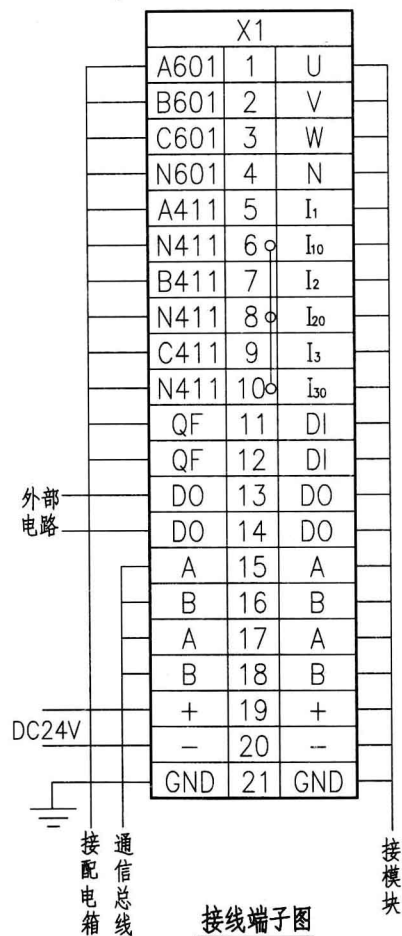 X1
A601 1 U
B601 2 V
C601 3 W
N601 4 N
A411 5 I₁
N411 6 I₁₀
B411 7 I₂
N411 8 I₂₀
C411 9 I₃
N411 10 I₃₀
QF 11 DI
QF 12 DI
外部
电路
DO 13 DO
DO 14 DO
A 15 A
B 16 B
A 17 A
B 18 B
DC24V
+ 19 +
− 20 −
GND 21 GND
接配电箱
通信总线
接模块
接线端子图